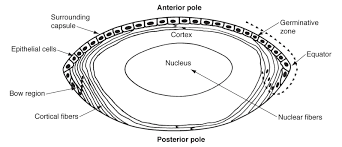 Anterior pole
Surrounding
capsule
Germinative
zone
Cortex
Epithelial cells
Equator
Nucleus
Bow region
Cortical fibers
Nuclear fibers
Posterior pole